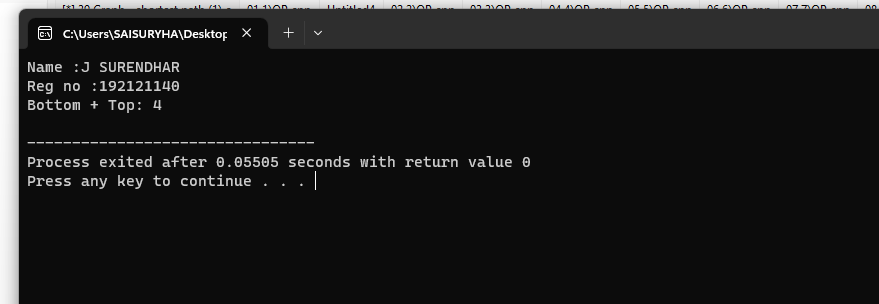 C:\Users\SAISURYHA\Desktop
Name :J SURENDHAR
Reg no :192121140
Bottom + Top: 4
--------------------------------
Process exited after 0.05505 seconds with return value 0
Press any key to continue . . .